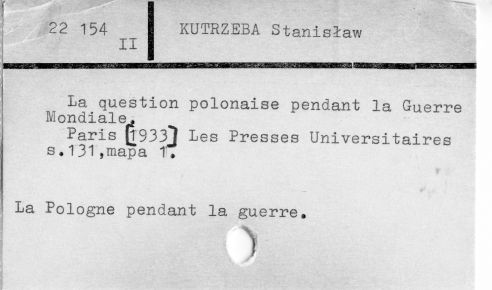 22 154
II
KUTRZEBA Stanisław
La question polonaise pendant la Guerre
Mondiale.
Paris [1933] Les Presses Universitaires
s.131,mapa 1.
La Pologne pendant la guerre.